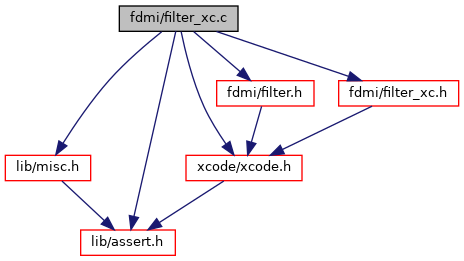 fdmi/filter_xc.c
fdmi/filter.h
fdmi/filter_xc.h
lib/misc.h
xcode/xcode.h
lib/assert.h